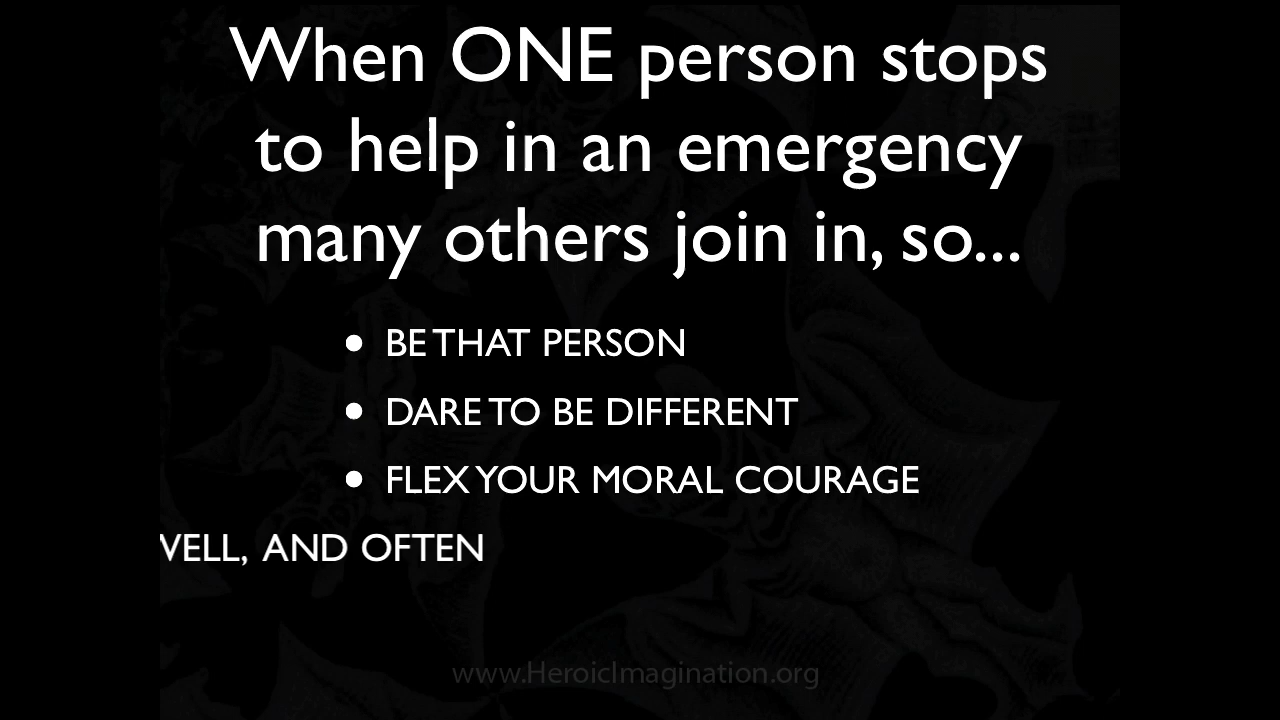 When ONE person stops
to help in an emergency
many others join in, so...
• BE THAT PERSON
• DARE TO BE DIFFERENT
• FLEX YOUR MORAL COURAGE
AND OFTEN
www.HeroicImagination.org